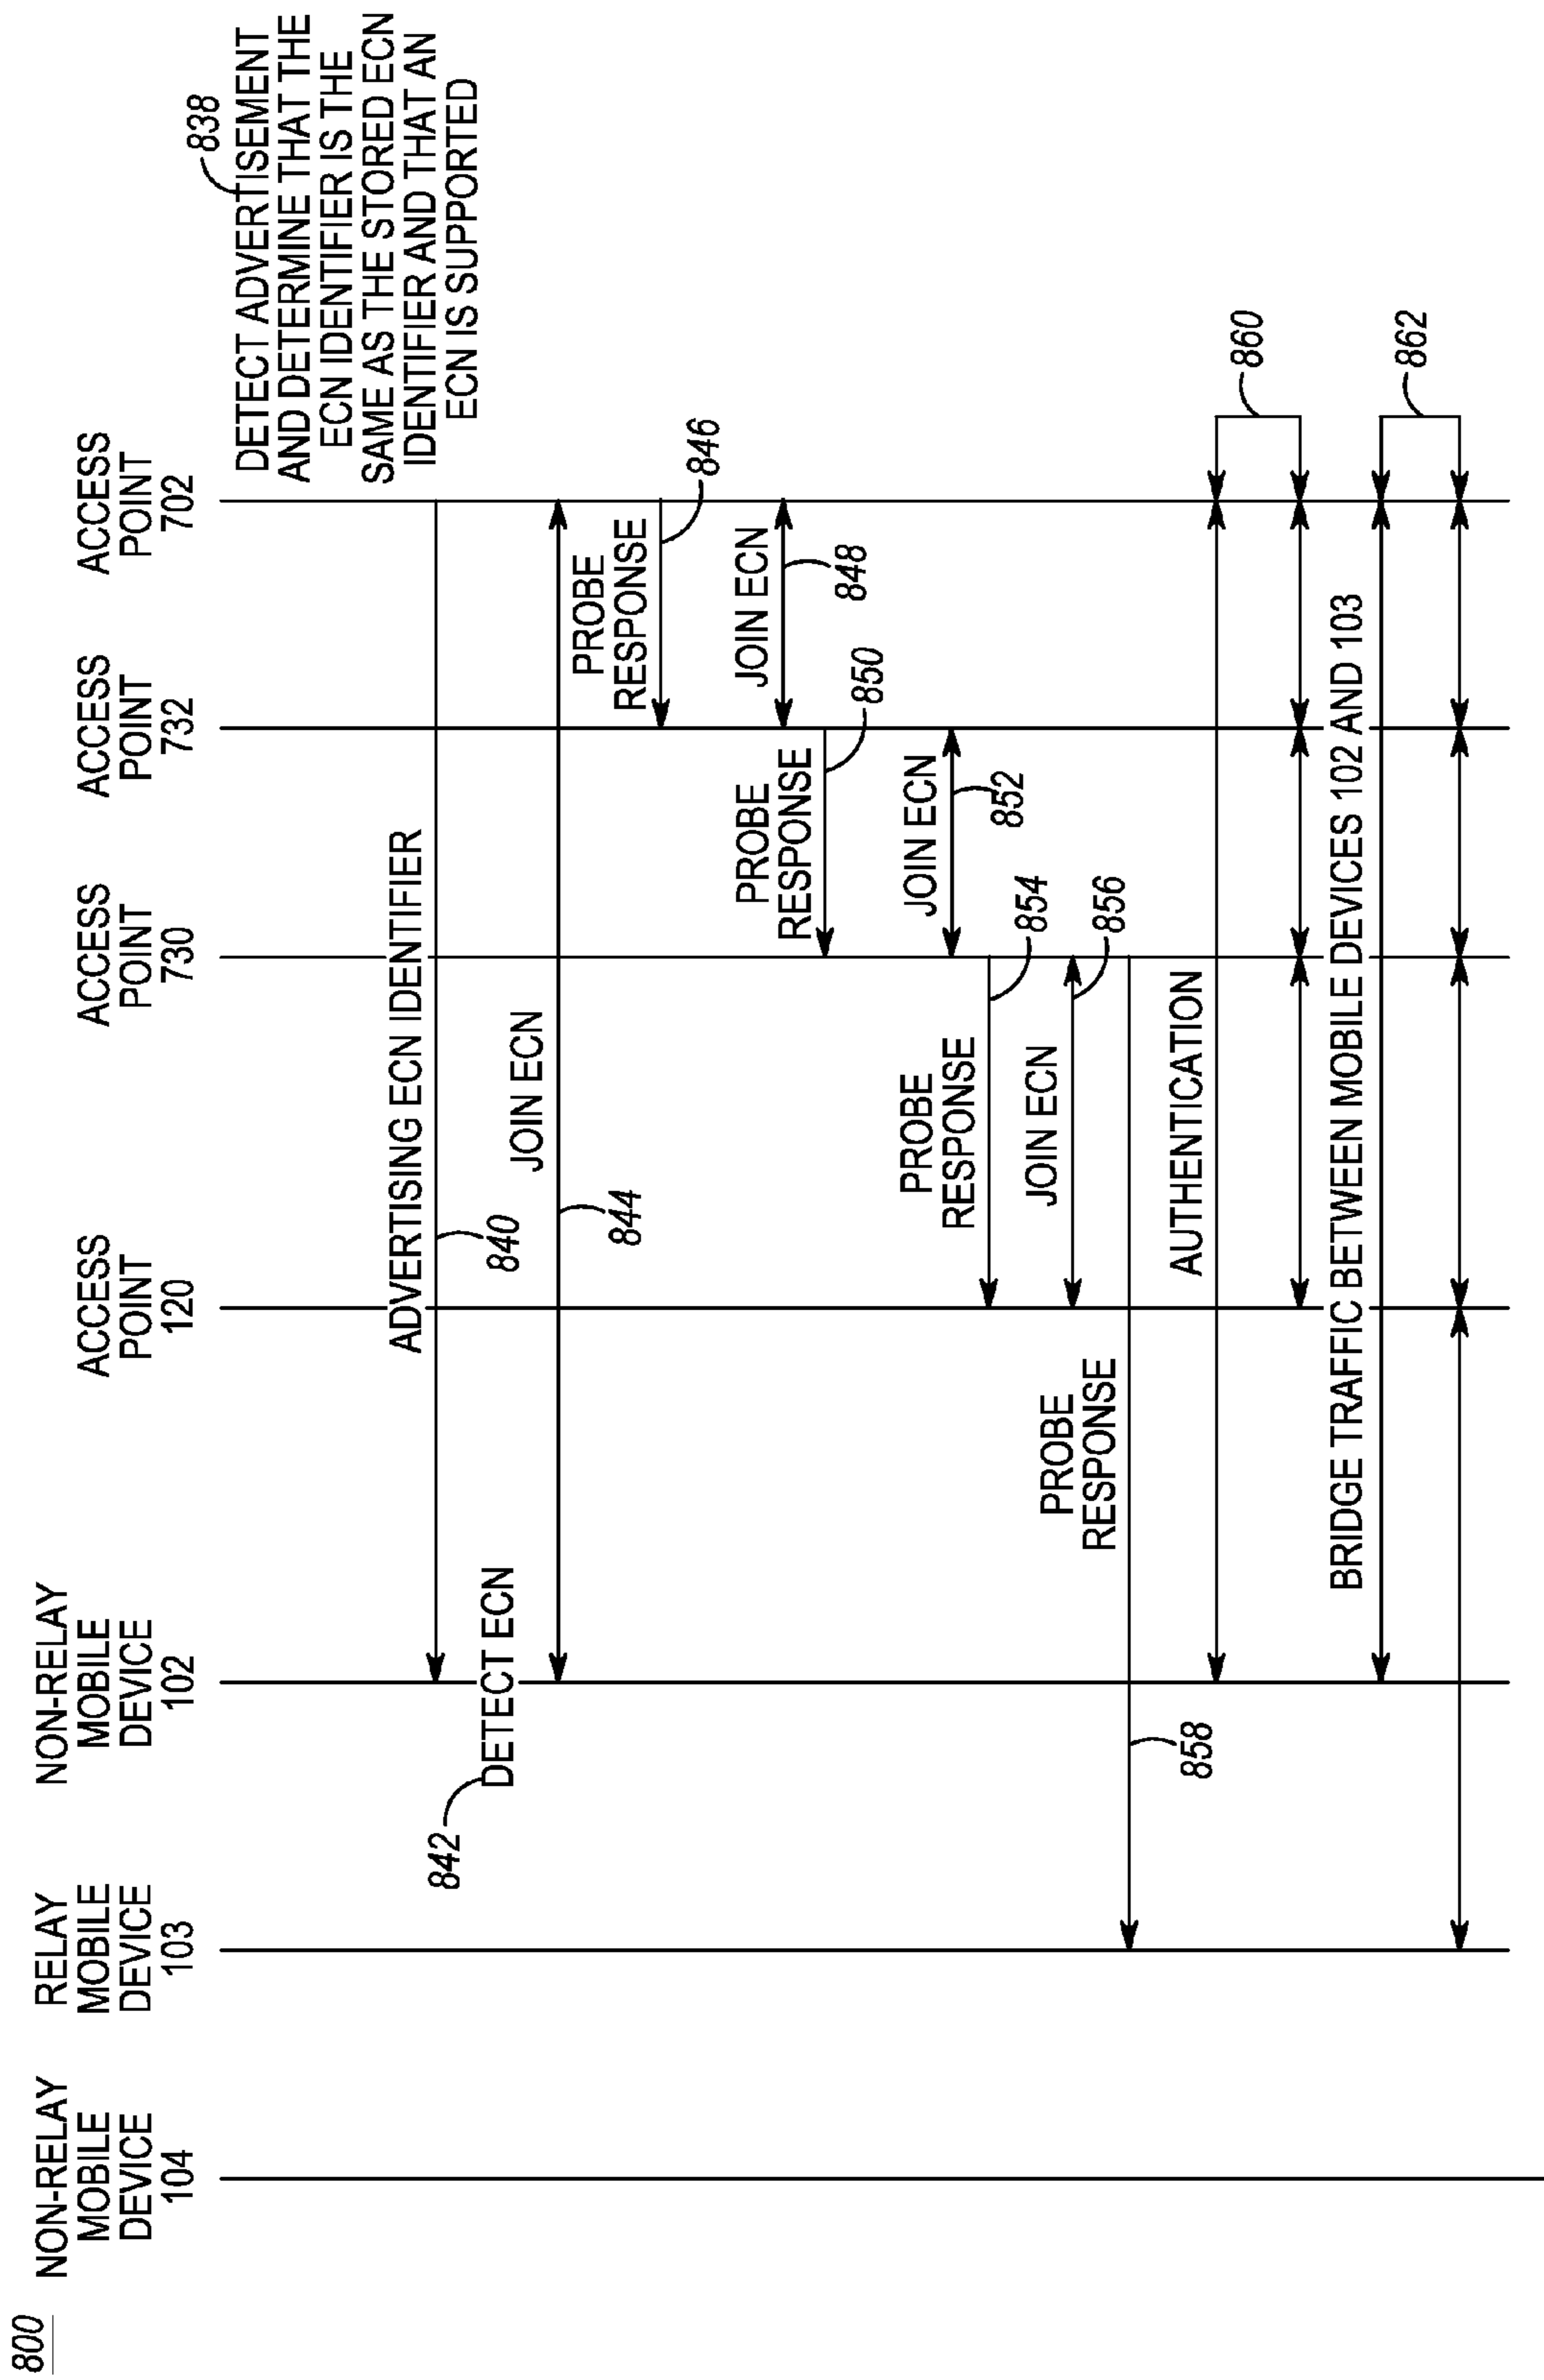 800
NON-RELAY
MOBILE
DEVICE
104
RELAY
MOBILE
DEVICE
103
NON-RELAY
MOBILE
DEVICE
102
ACCESS
POINT
120
ACCESS
POINT
730
ACCESS
POINT
732
ACCESS
POINT
702
838
DETECT ADVERTISEMENT
AND DETERMINE THAT THE
ECN IDENTIFIER IS THE
SAME AS THE STORED ECN
IDENTIFIER AND THAT AN
ECN IS SUPPORTED
ADVERTISING ECN IDENTIFIER
840
842
DETECT ECN
JOIN ECN
844
PROBE
RESPONSE
846
JOIN ECN
848
PROBE
RESPONSE
850
JOIN ECN
852
PROBE
RESPONSE
854
JOIN ECN
856
PROBE
RESPONSE
858
AUTHENTICATION
860
BRIDGE TRAFFIC BETWEEN MOBILE DEVICES 102 AND 103
862